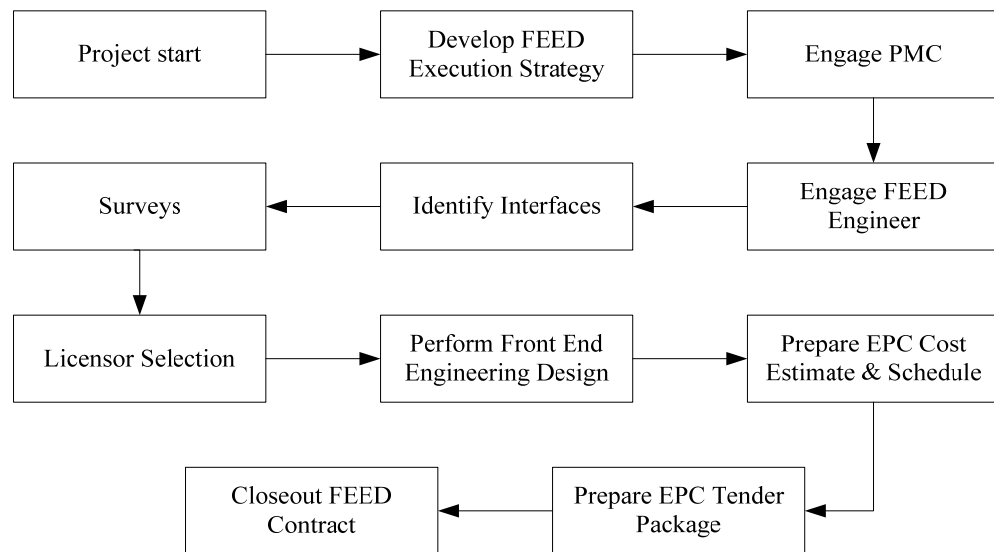 Project start
Develop FEED
Execution Strategy
Engage PMC
Engage FEED
Engineer
Identify Interfaces
Surveys
Licensor Selection
Perform Front End
Engineering Design
Prepare EPC Cost
Estimate & Schedule
Prepare EPC Tender
Package
Closeout FEED
Contract